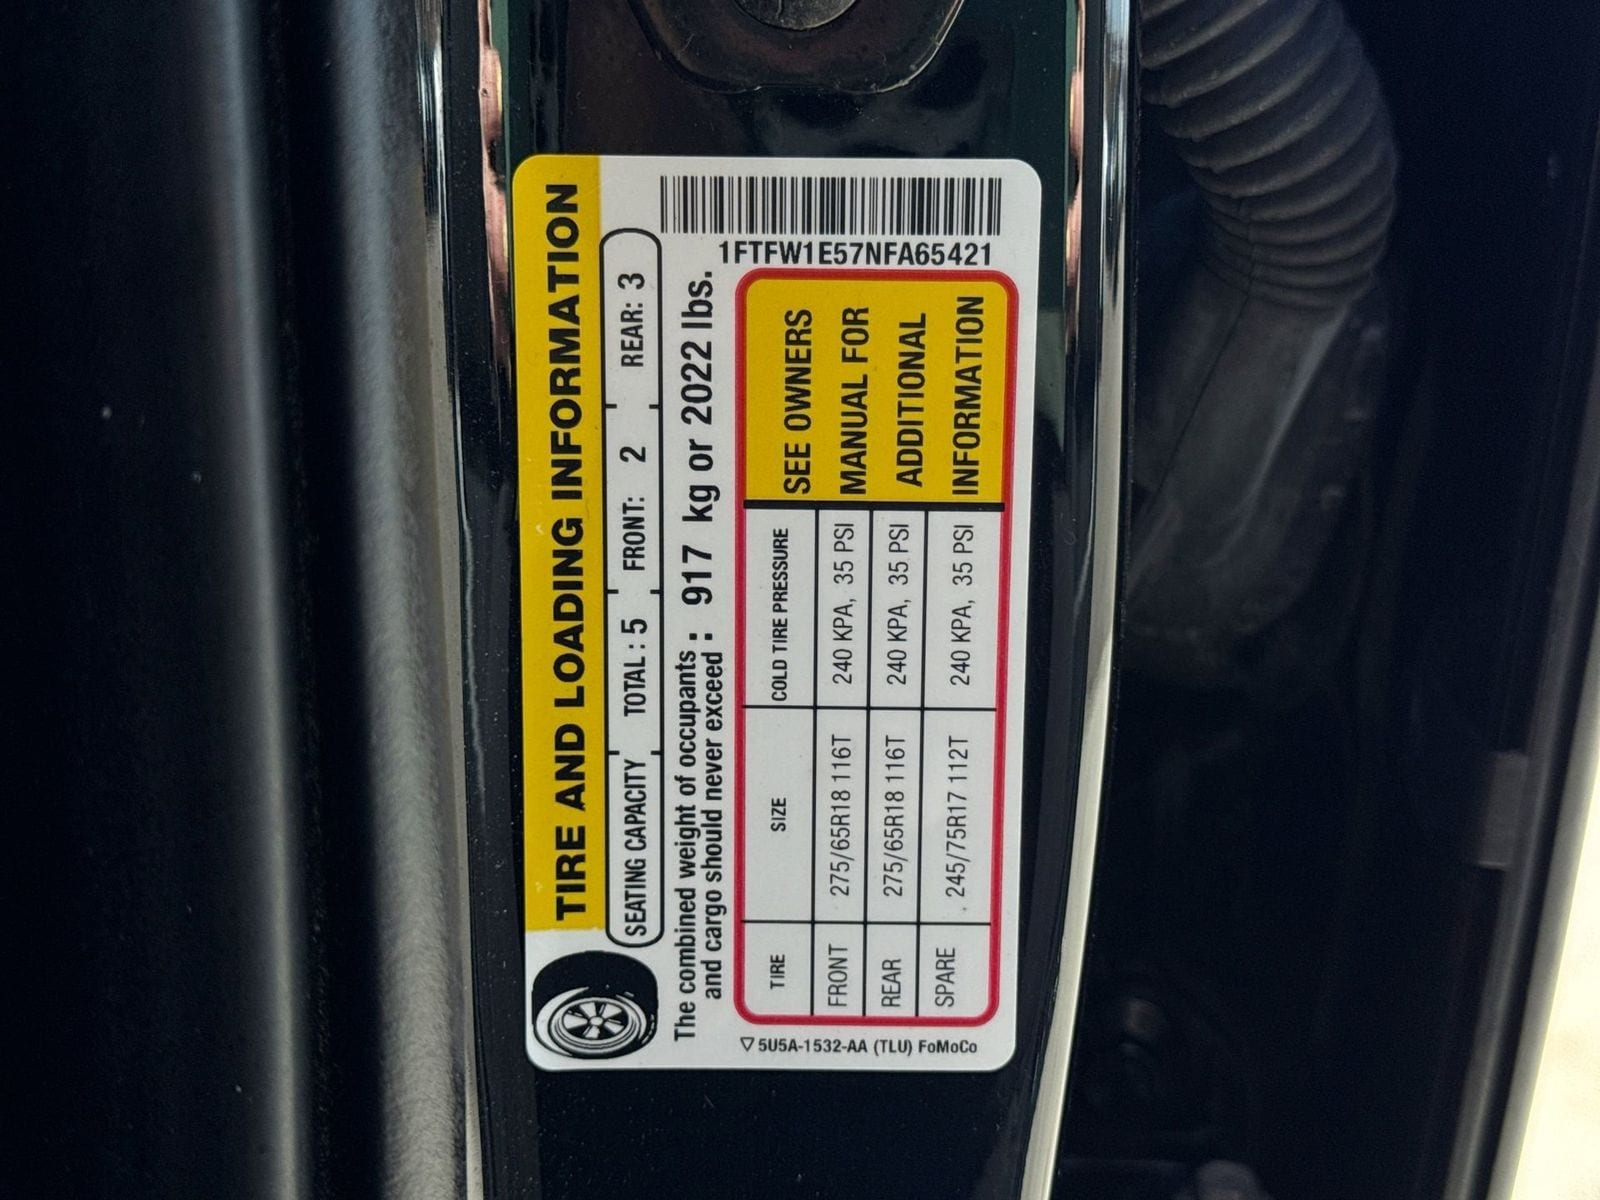 TIRE AND LOADING INFORMATION
SEATING CAPACITY TOTAL : 5 FRONT: 2 REAR: 3
The combined weight of occupants
and cargo should never exceed : 917 kg or 2022 lbs.
TIRE SIZE COLD TIRE PRESSURE
FRONT 275/65R18 116T 240 KPA, 35 PSI
REAR 275/65R18 116T 240 KPA, 35 PSI
SPARE 245/75R17 112T 240 KPA, 35 PSI
SEE OWNERS
MANUAL FOR
ADDITIONAL
INFORMATION
5U5A-1532-AA (TLU) FoMoCo
1FTFW1E57NFA65421